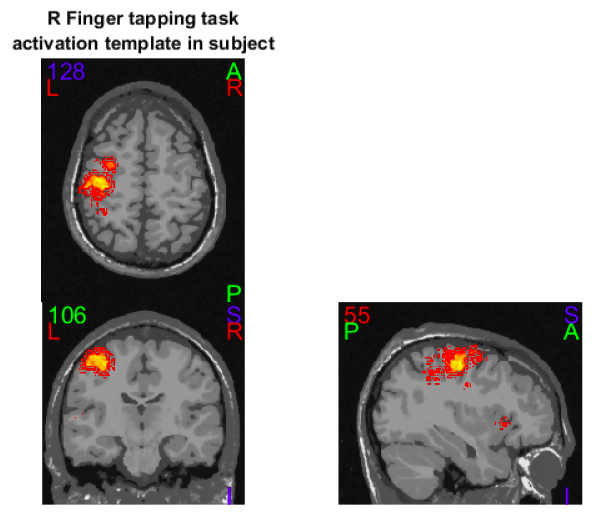 R Finger tapping task
activation template in subject
128 A
L R
P
106 S
L R
I
55 S
P A
I